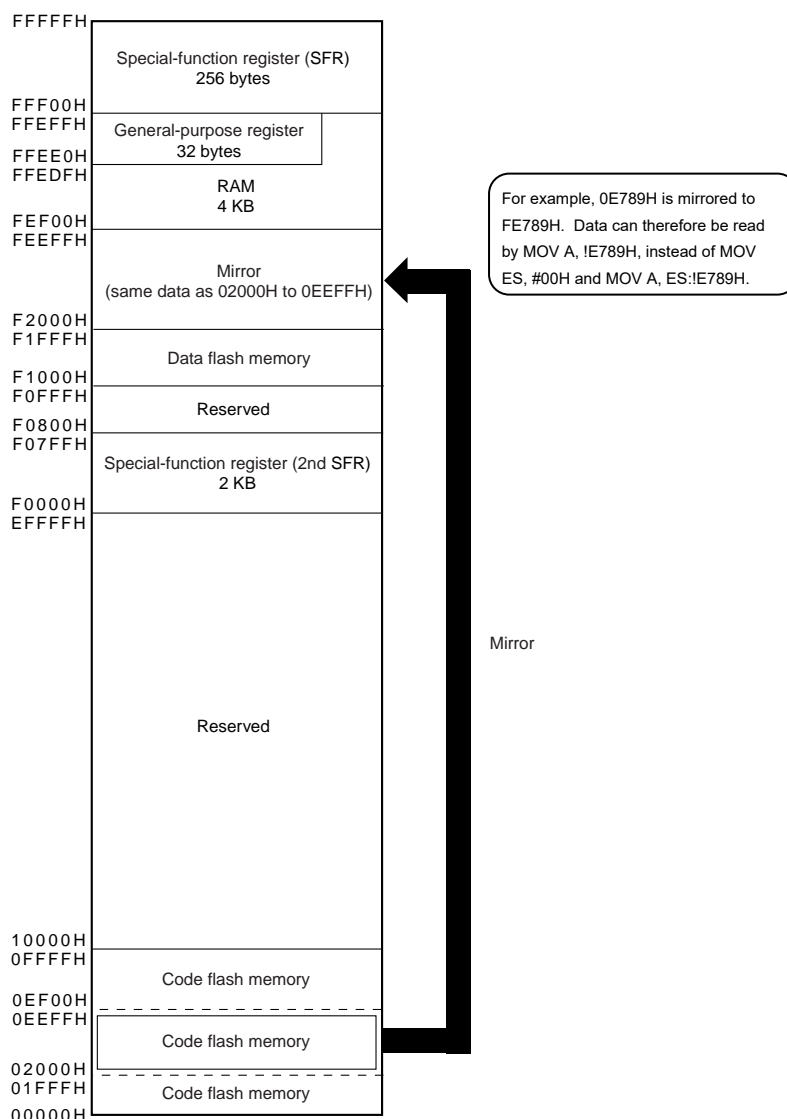 FFFFFH
Special-function register (SFR)
256 bytes
FFF00H
FFEFFH
General-purpose register
32 bytes
FFEE0H
FFEDFH
RAM
4 KB
FEF00H
FEEFFH
Mirror
(same data as 02000H to 0EEFFH)
F2000H
F1FFFH
Data flash memory
F1000H
F0FFFH
Reserved
F0800H
F07FFH
Special-function register (2nd SFR)
2 KB
F0000H
EFFFFH
Reserved
10000H
0FFFFH
Code flash memory
0EF00H
0EEFFH
Code flash memory
02000H
01FFFH
Code flash memory
00000H
For example, 0E789H is mirrored to
FE789H. Data can therefore be read
by MOV A, !E789H, instead of MOV
ES, #00H and MOV A, ES:!E789H.
Mirror